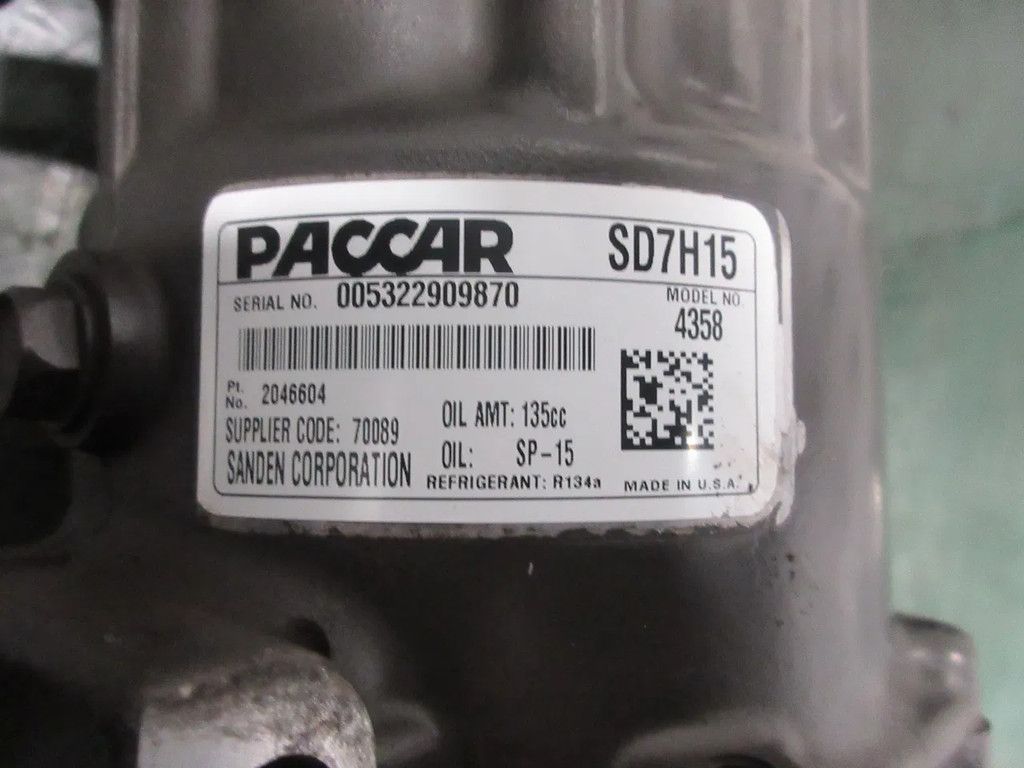 PACCAR SD7H15
SERIAL NO. 005322909870 MODEL NO.
4358
Pt. No. 2046604
OIL AMT: 135cc
SUPPLIER CODE: 70089
OIL: SP-15
SANDEN CORPORATION
REFRIGERANT: R134a MADE IN U.S.A.